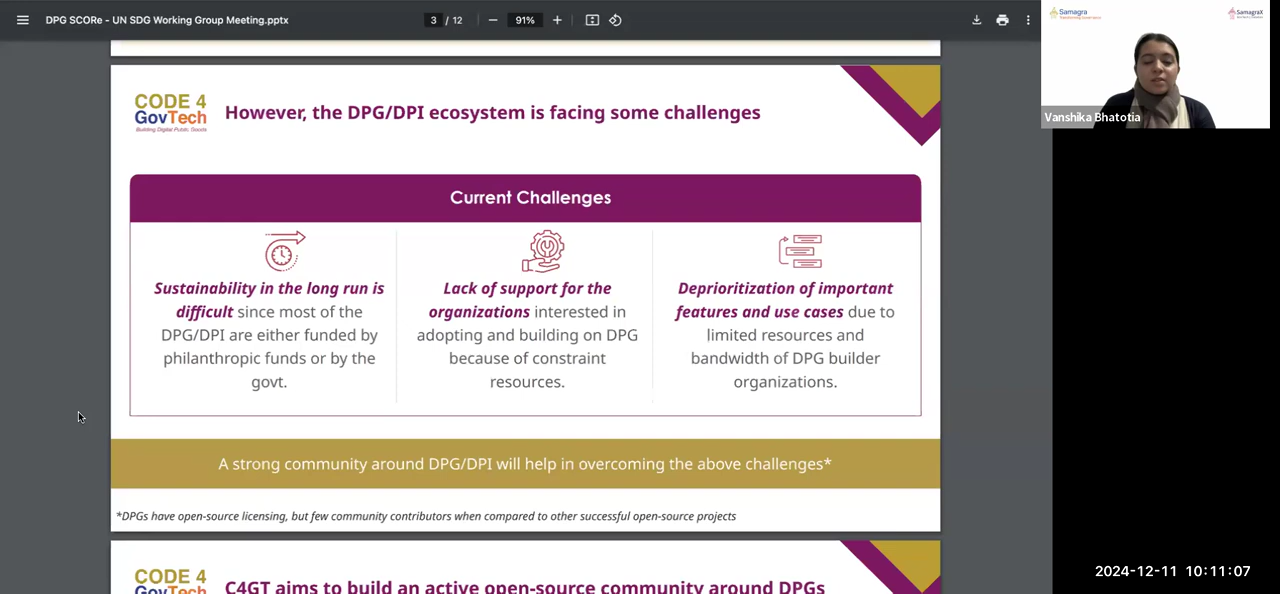 DPG SCORe - UN SDG Working Group Meeting.pptx
3 / 12
91%
Samagra
Transforming Governance
SamagraX
Vanshika Bhatotia
CODE 4
GovTech
Building Digital Public Goods
However, the DPG/DPI ecosystem is facing some challenges
Current Challenges
Sustainability in the long run is
difficult since most of the
DPG/DPI are either funded by
philanthropic funds or by the
govt.
Lack of support for the
organizations interested in
adopting and building on DPG
because of constraint
resources.
Deprioritization of important
features and use cases due to
limited resources and
bandwidth of DPG builder
organizations.
A strong community around DPG/DPI will help in overcoming the above challenges*
*DPGs have open-source licensing, but few community contributors when compared to other successful open-source projects
CODE 4
GovTech
C4GT aims to build an active open-source community around DPGs
2024-12-11 10:11:07